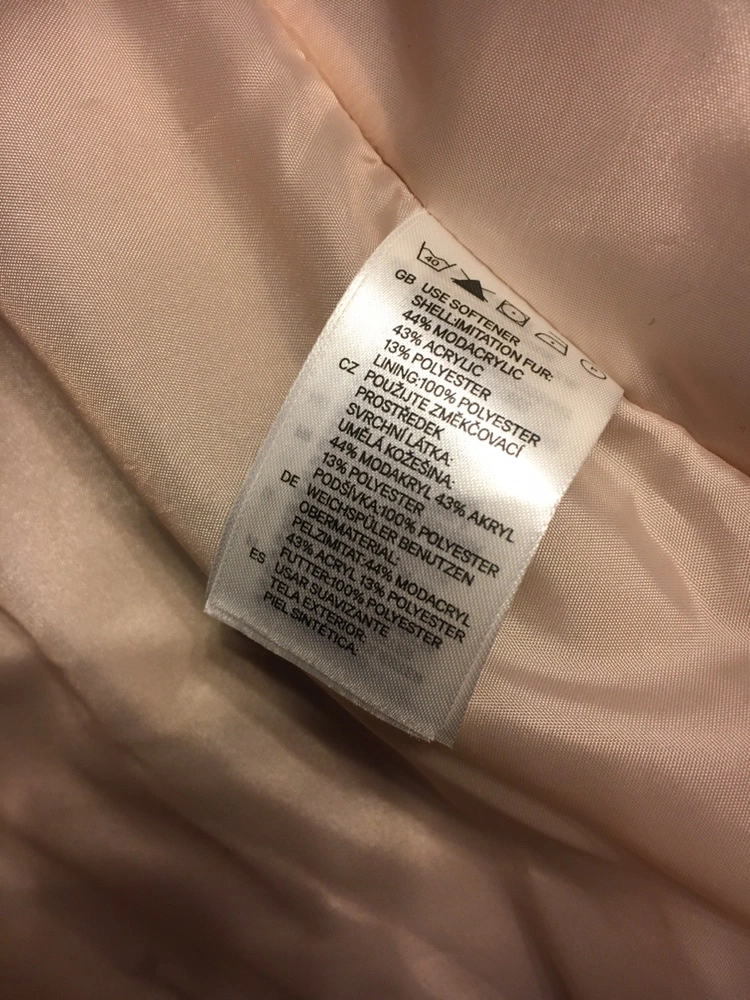 40
GB USE SOFTENER
SHELL:IMITATION FUR:
44% MODACRYLIC
43% ACRYLIC
13% POLYESTER
LINING:100% POLYESTER
CZ POUŽIJTE ZMĚKČOVACÍ
PROSTŘEDEK
SVRCHNÍ LÁTKA:
UMĚLÁ KOŽEŠINA:
44% MODAKRYL 43% AKRYL
13% POLYESTER
PODŠÍVKA:100% POLYESTER
DE WEICHSPÜLER BENUTZEN
OBERMATERIAL:
PELZIMITAT:44% MODACRYL
43% ACRYL 13% POLYESTER
FUTTER:100% POLYESTER
ES USAR SUAVIZANTE
TELA EXTERIOR:
PIEL SINTÉTICA: